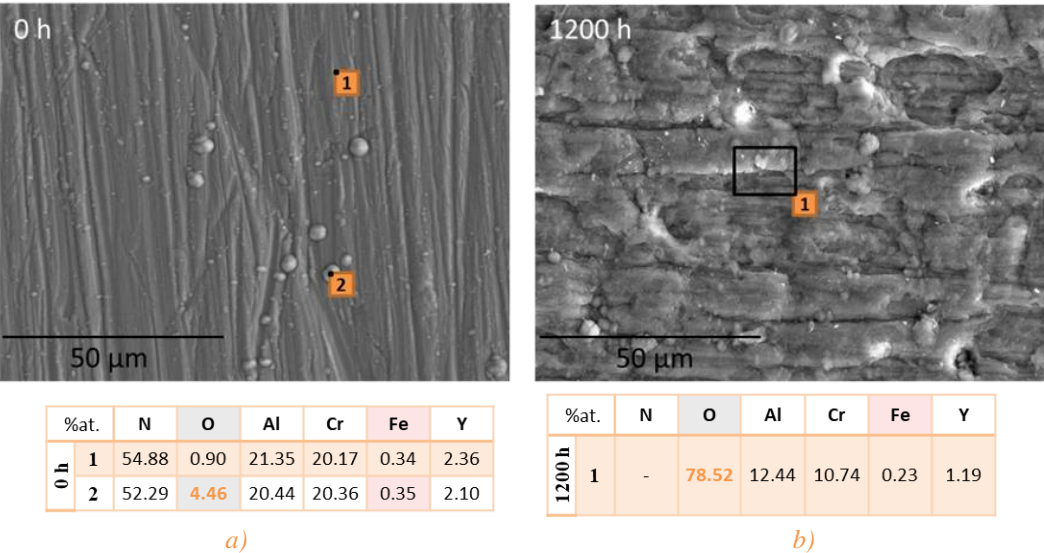 0 h
1
2
50 µm
1200 h
1
50 µm
%at. N O Al Cr Fe Y
0 h
1 54.88 0.90 21.35 20.17 0.34 2.36
2 52.29 4.46 20.44 20.36 0.35 2.10
%at. N O Al Cr Fe Y
1200 h
1 - 78.52 12.44 10.74 0.23 1.19
a)
b)